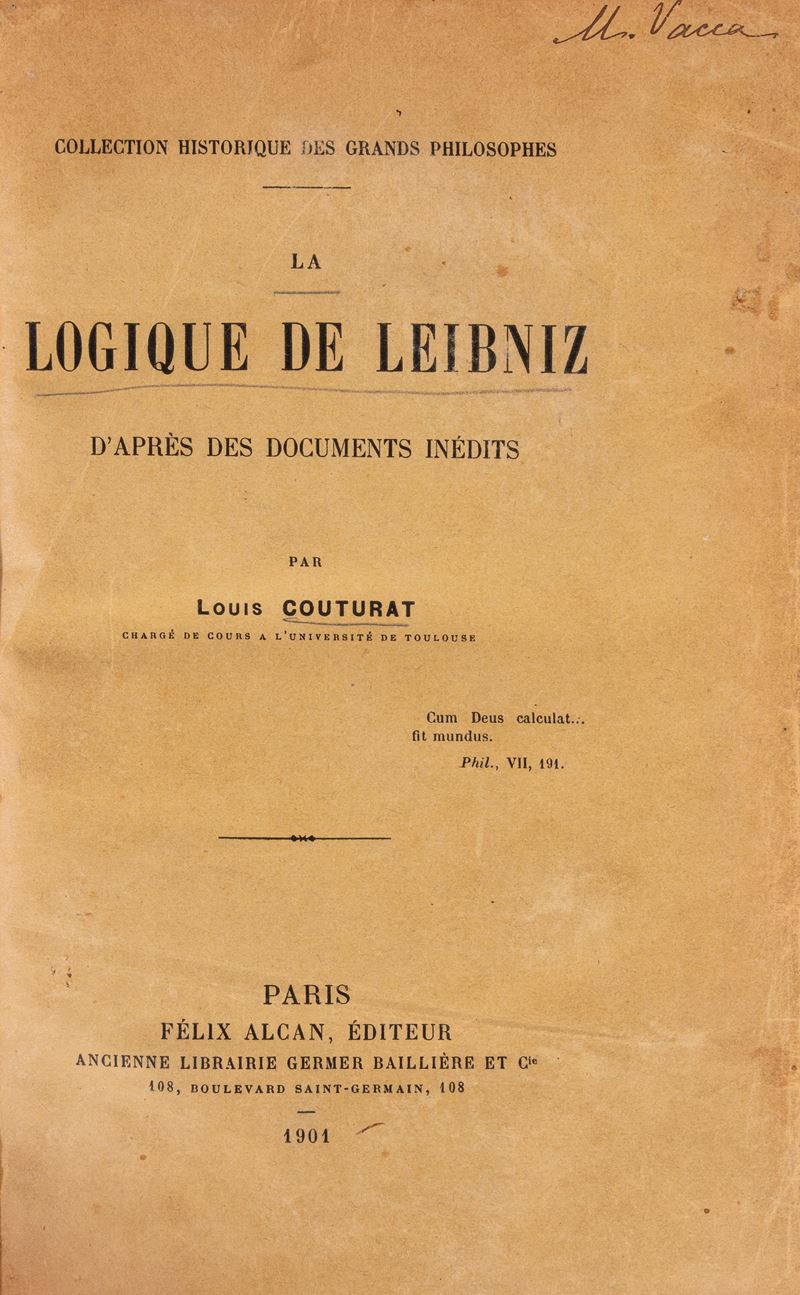 M. Vacca
COLLECTION HISTORIQUE DES GRANDS PHILOSOPHES
LA
LOGIQUE DE LEIBNIZ
D'APRÈS DES DOCUMENTS INÉDITS
PAR
LOUIS COUTURAT
CHARGÉ DE COURS A L'UNIVERSITÉ DE TOULOUSE
Cum Deus calculat...
fit mundus.
Phil., VII, 191.
PARIS
FÉLIX ALCAN, ÉDITEUR
ANCIENNE LIBRAIRIE GERMER BAILLIÈRE ET Cie
108, BOULEVARD SAINT-GERMAIN, 108
1901